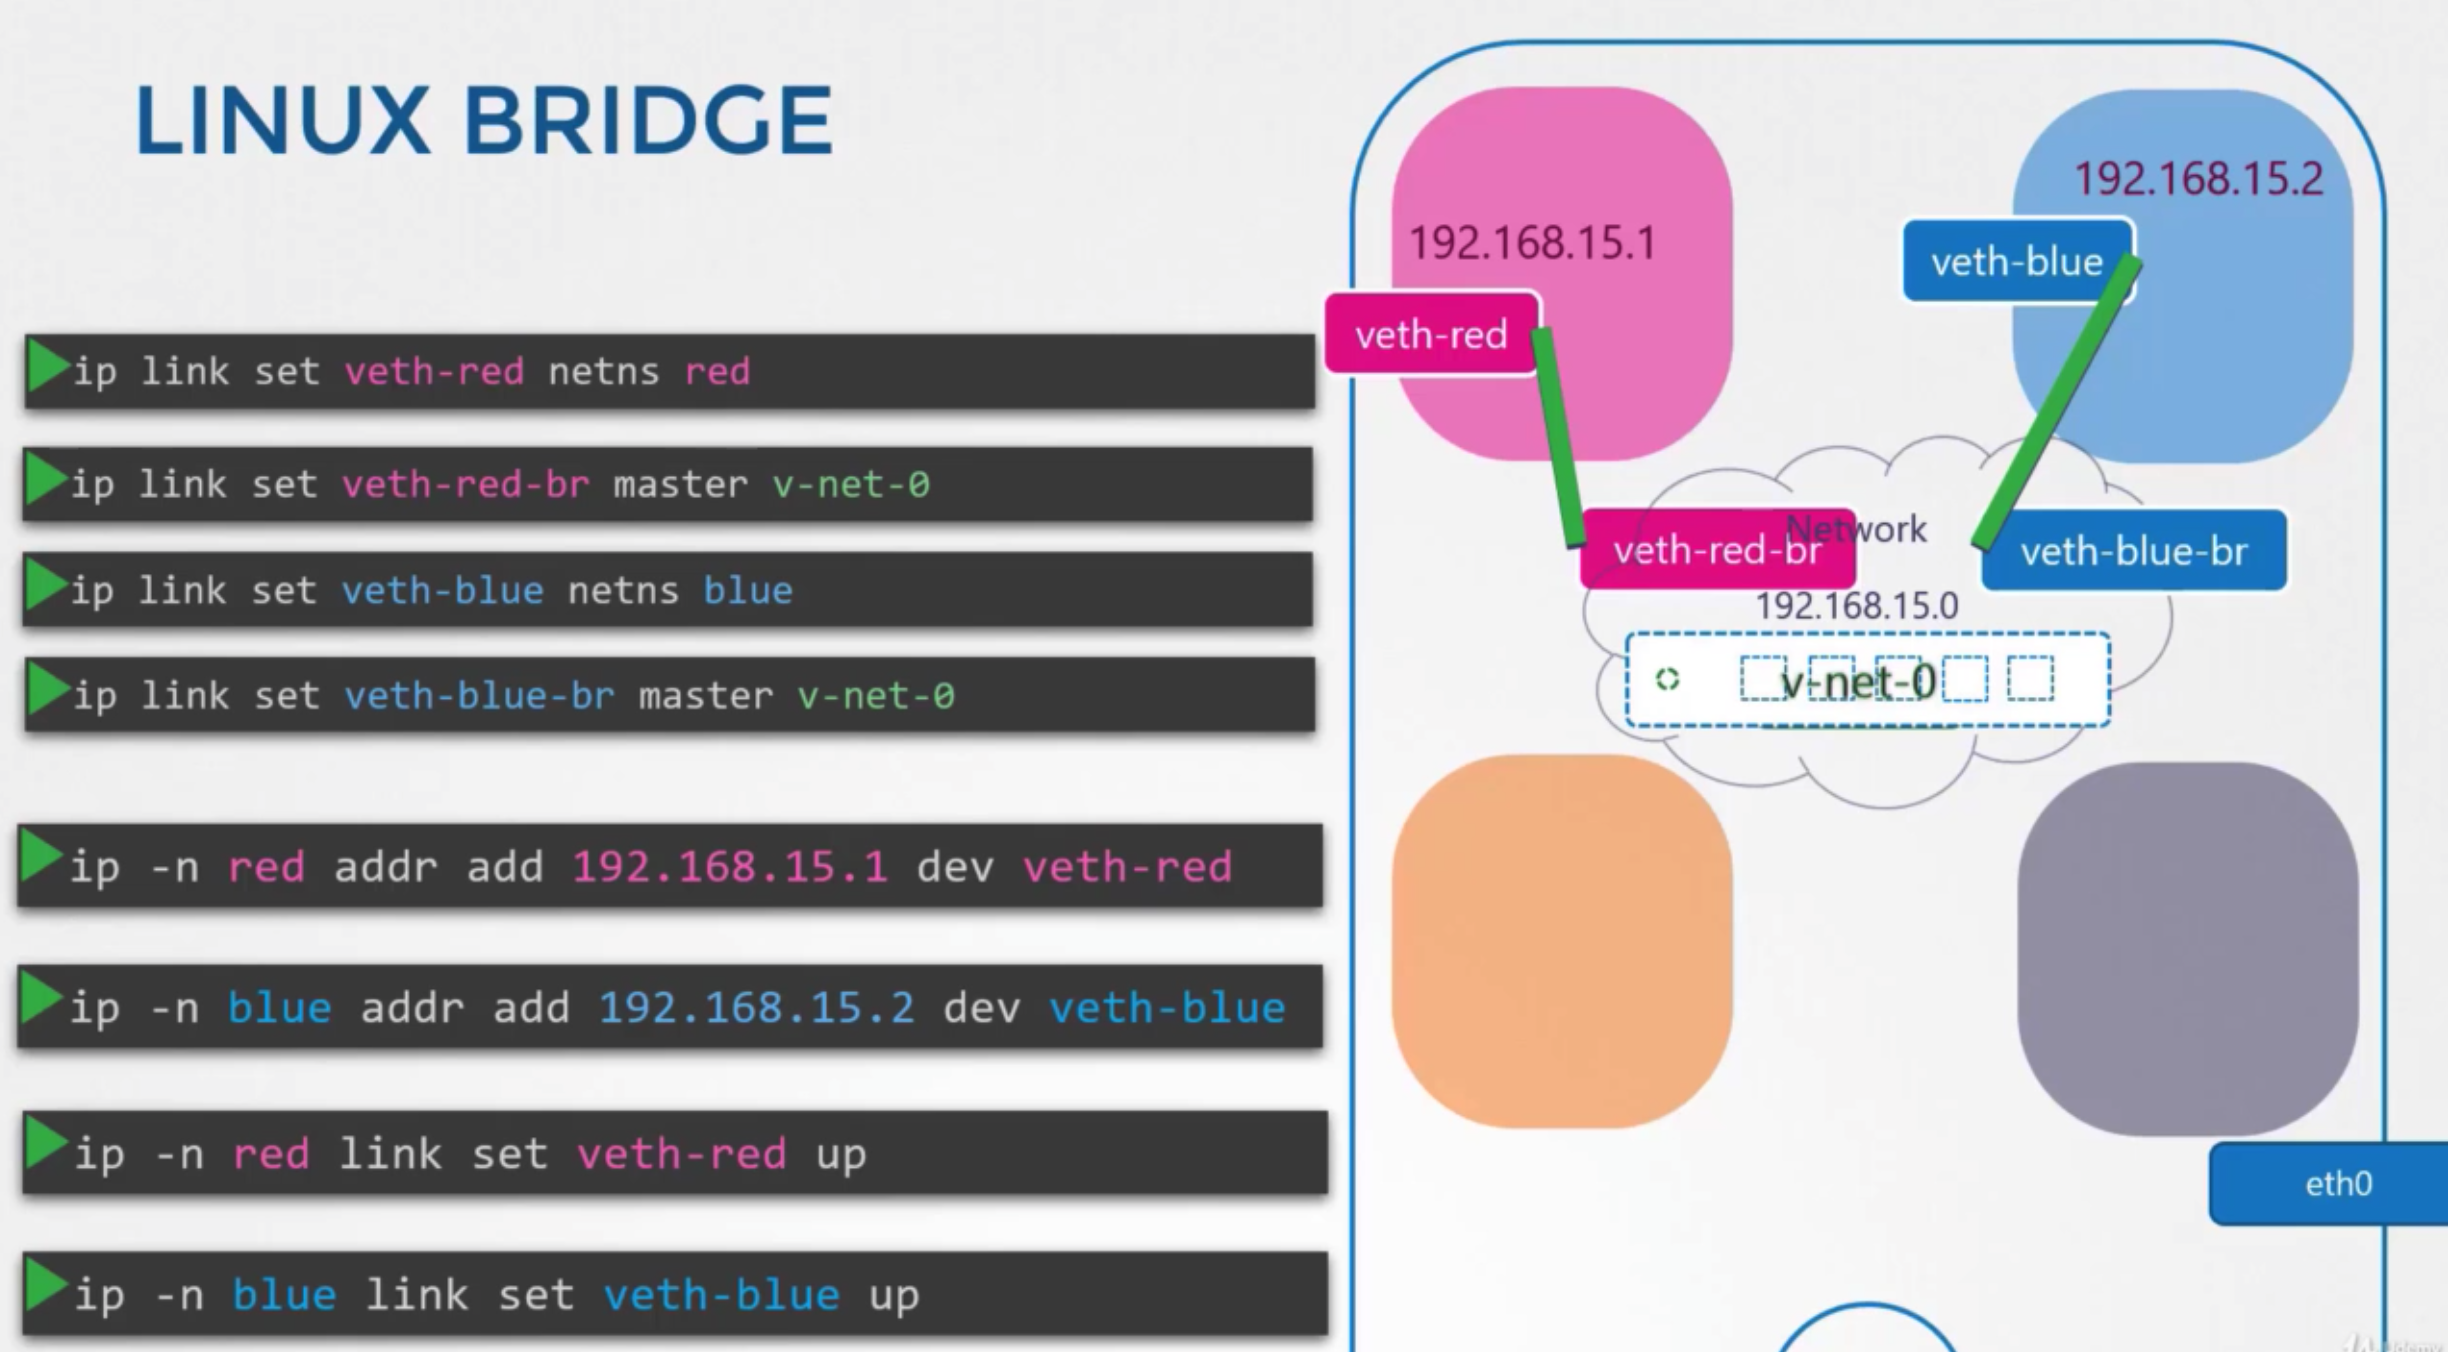 LINUX BRIDGE
ip link set veth-red netns red
ip link set veth-red-br master v-net-0
ip link set veth-blue netns blue
ip link set veth-blue-br master v-net-0
ip -n red addr add 192.168.15.1 dev veth-red
ip -n blue addr add 192.168.15.2 dev veth-blue
ip -n red link set veth-red up
ip -n blue link set veth-blue up
192.168.15.1
192.168.15.2
veth-red
veth-blue
Network
veth-red-br
veth-blue-br
192.168.15.0
v-net-0
eth0